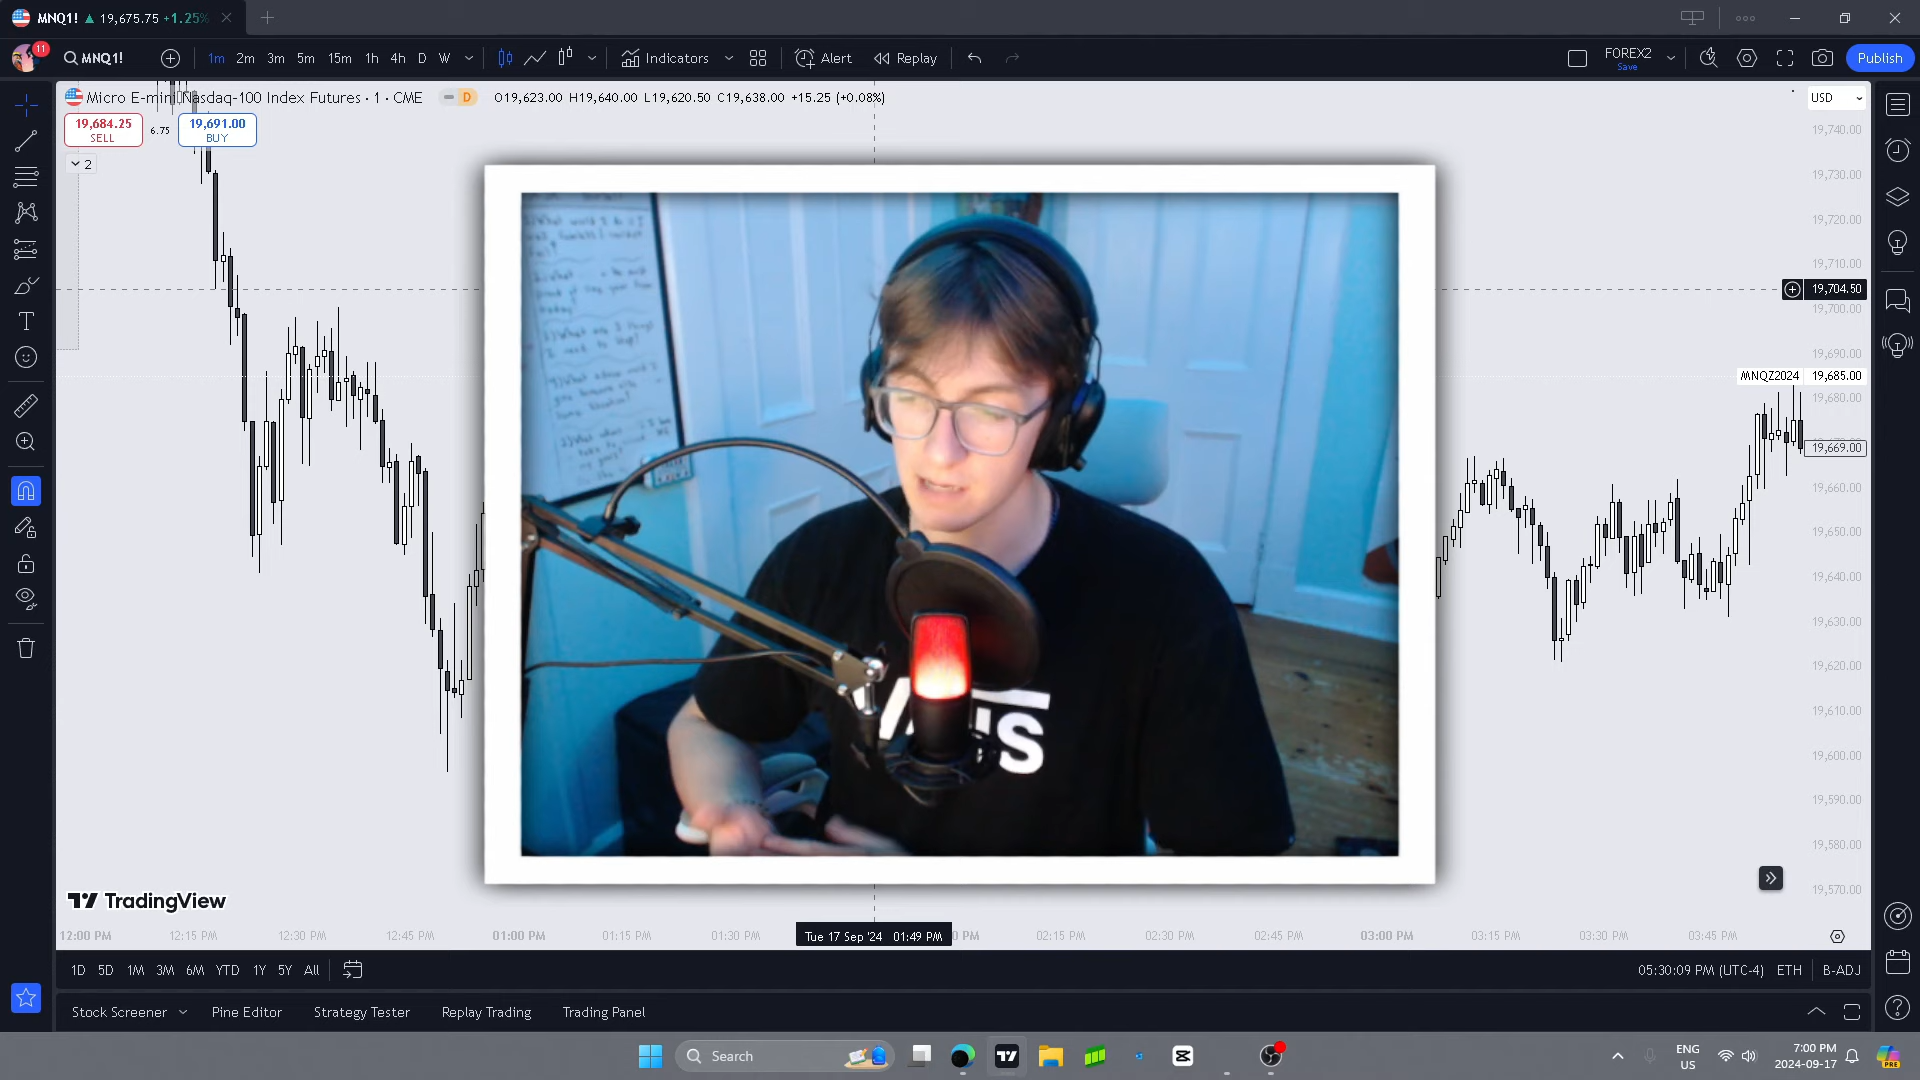 MNQ1! ▲ 19,675.75 +1.25%
11
MNQ1!
1m 2m 3m 5m 15m 1h 4h D W
Indicators
Alert
Replay
FOREX2
Save
Publish
Micro E-mini Nasdaq-100 Index Futures · 1 · CME
D
O19,623.00 H19,640.00 L19,620.50 C19,638.00 +15.25 (+0.08%)
USD
19,684.25
SELL
6.75
19,691.00
BUY
2
19,740.00
19,730.00
19,720.00
19,710.00
19,704.50
19,700.00
19,690.00
MNQZ2024 19,685.00
19,680.00
19,669.00
19,660.00
19,650.00
19,640.00
19,630.00
19,620.00
19,610.00
19,600.00
19,590.00
19,580.00
19,570.00
TradingView
12:00 PM 12:15 PM 12:30 PM 12:45 PM 01:00 PM 01:15 PM 01:30 PM Tue 17 Sep '24 01:49 PM PM 02:15 PM 02:30 PM 02:45 PM 03:00 PM 03:15 PM 03:30 PM 03:45 PM
1D 5D 1M 3M 6M YTD 1Y 5Y All
05:30:09 PM (UTC-4) ETH B-ADJ
Stock Screener Pine Editor Strategy Tester Replay Trading Trading Panel
Search
ENG
US
7:00 PM
2024-09-17
PRE